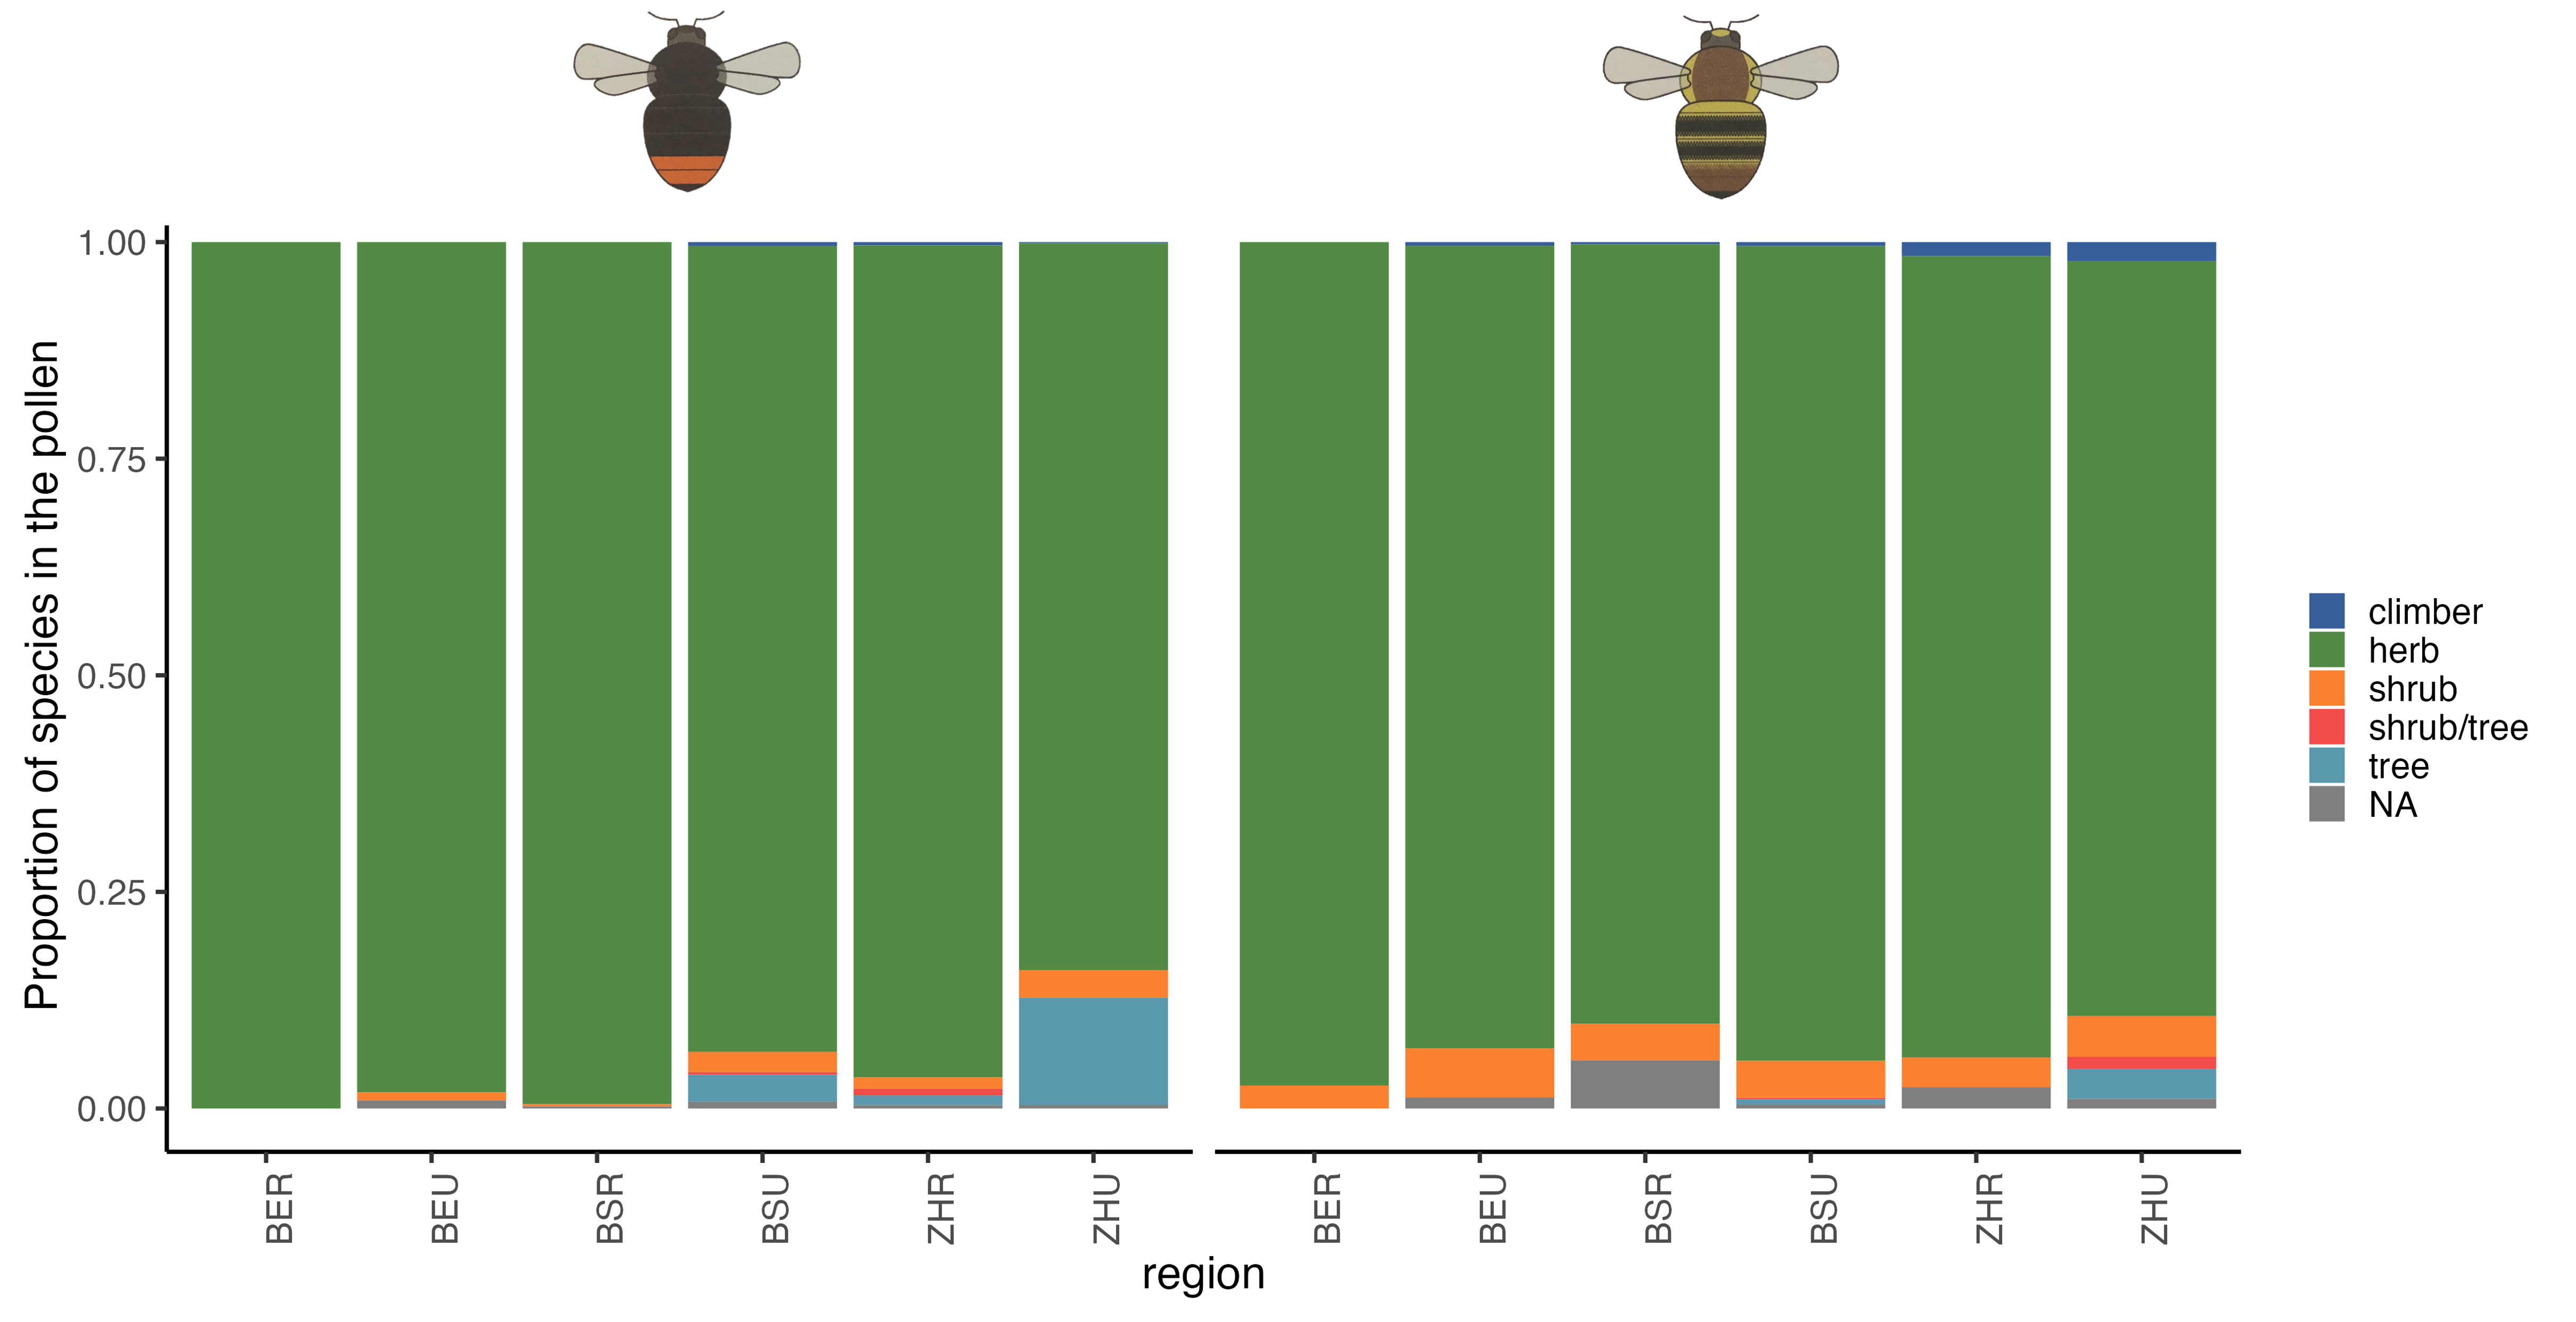 Proportion of species in the pollen
1.00
0.75
0.50
0.25
0.00
BER
BEU
BSR
BSU
ZHR
ZHU
BER
BEU
BSR
BSU
ZHR
ZHU
region
climber
herb
shrub
shrub/tree
tree
NA